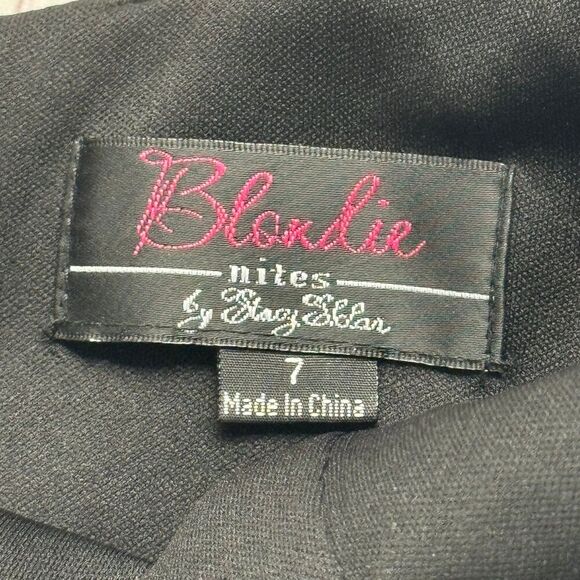 Blondie
nites
by Stacy Sklar
7
Made In China